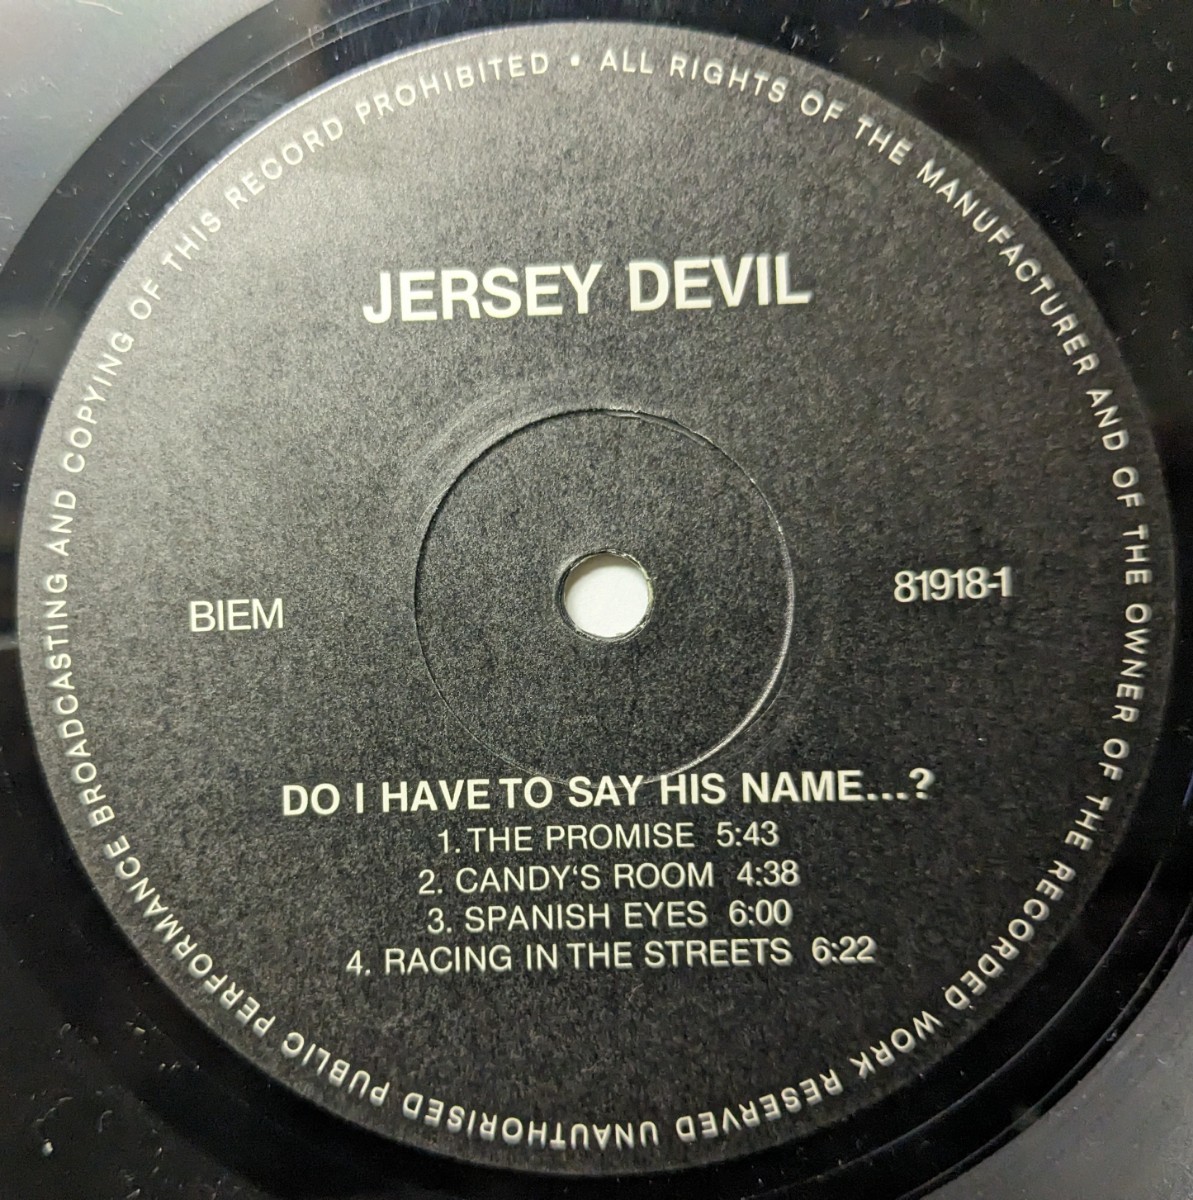 ALL RIGHTS OF THE MANUFACTURER AND OF THE OWNER OF THE RECORDED WORK RESERVED UNAUTHORISED PUBLIC PERFORMANCE BROADCASTING AND COPYING OF THIS RECORD PROHIBITED •
JERSEY DEVIL
BIEM
81918-1
DO I HAVE TO SAY HIS NAME...?
1. THE PROMISE 5:43
2. CANDY'S ROOM 4:38
3. SPANISH EYES 6:00
4. RACING IN THE STREETS 6:22